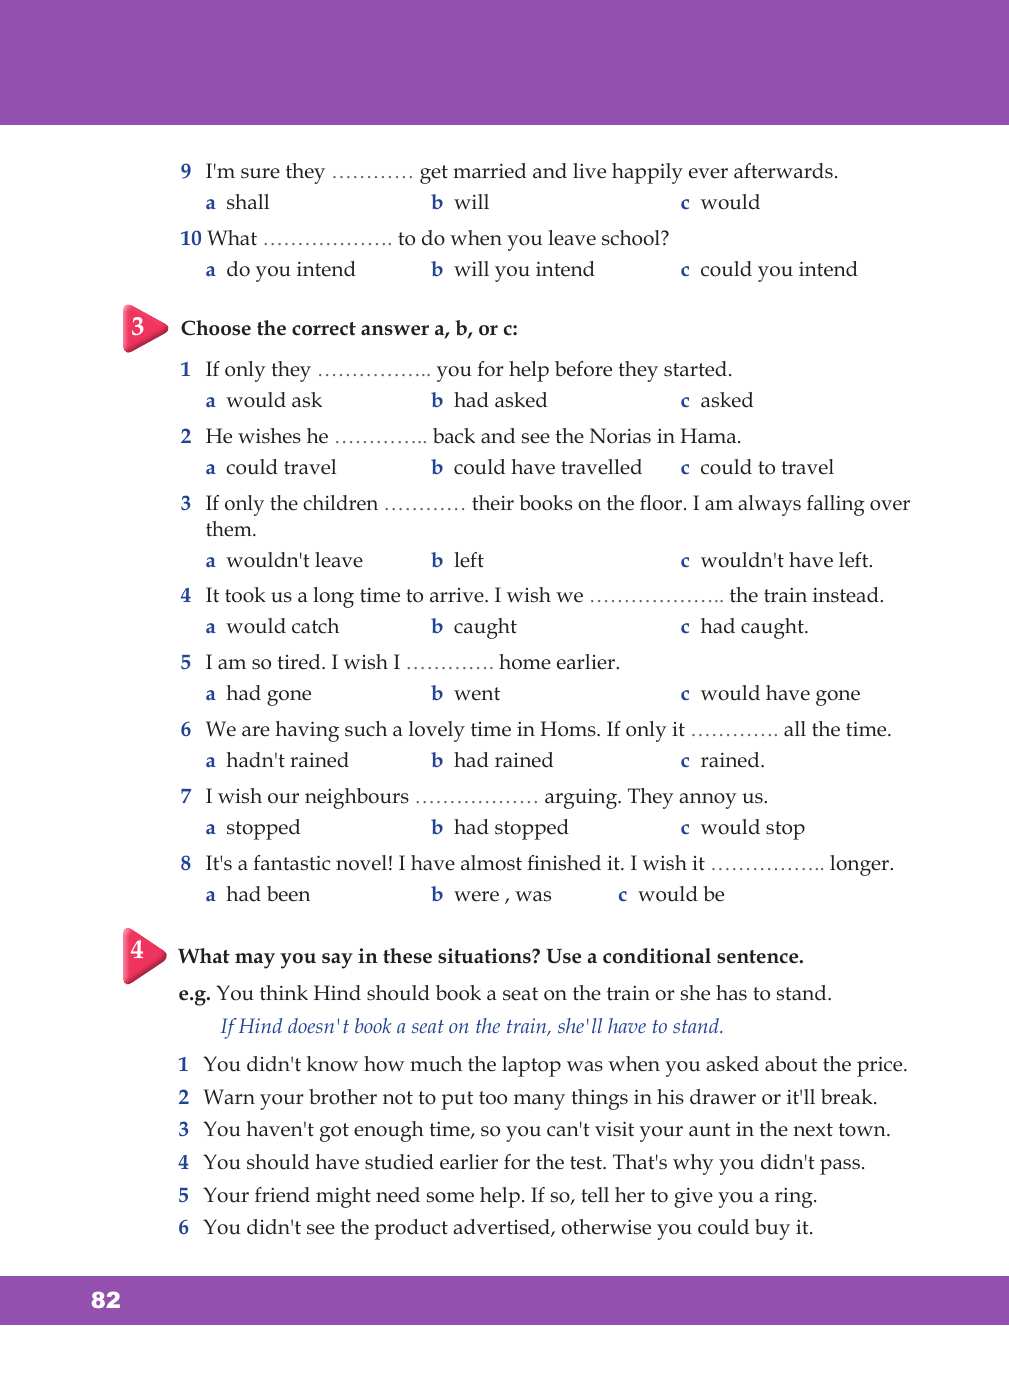 9 I'm sure they ………… get married and live happily ever afterwards.
a shall b will c would
10 What ………………. to do when you leave school?
a do you intend b will you intend c could you intend
3 Choose the correct answer a, b, or c:
1 If only they …………….. you for help before they started.
a would ask b had asked c asked
2 He wishes he ………….. back and see the Norias in Hama.
a could travel b could have travelled c could to travel
3 If only the children ………… their books on the floor. I am always falling over
them.
a wouldn't leave b left c wouldn't have left.
4 It took us a long time to arrive. I wish we ……………….. the train instead.
a would catch b caught c had caught.
5 I am so tired. I wish I …………. home earlier.
a had gone b went c would have gone
6 We are having such a lovely time in Homs. If only it …………. all the time.
a hadn't rained b had rained c rained.
7 I wish our neighbours ……………… arguing. They annoy us.
a stopped b had stopped c would stop
8 It's a fantastic novel! I have almost finished it. I wish it …………….. longer.
a had been b were , was c would be
4 What may you say in these situations? Use a conditional sentence.
e.g. You think Hind should book a seat on the train or she has to stand.
If Hind doesn't book a seat on the train, she'll have to stand.
1 You didn't know how much the laptop was when you asked about the price.
2 Warn your brother not to put too many things in his drawer or it'll break.
3 You haven't got enough time, so you can't visit your aunt in the next town.
4 You should have studied earlier for the test. That's why you didn't pass.
5 Your friend might need some help. If so, tell her to give you a ring.
6 You didn't see the product advertised, otherwise you could buy it.
82